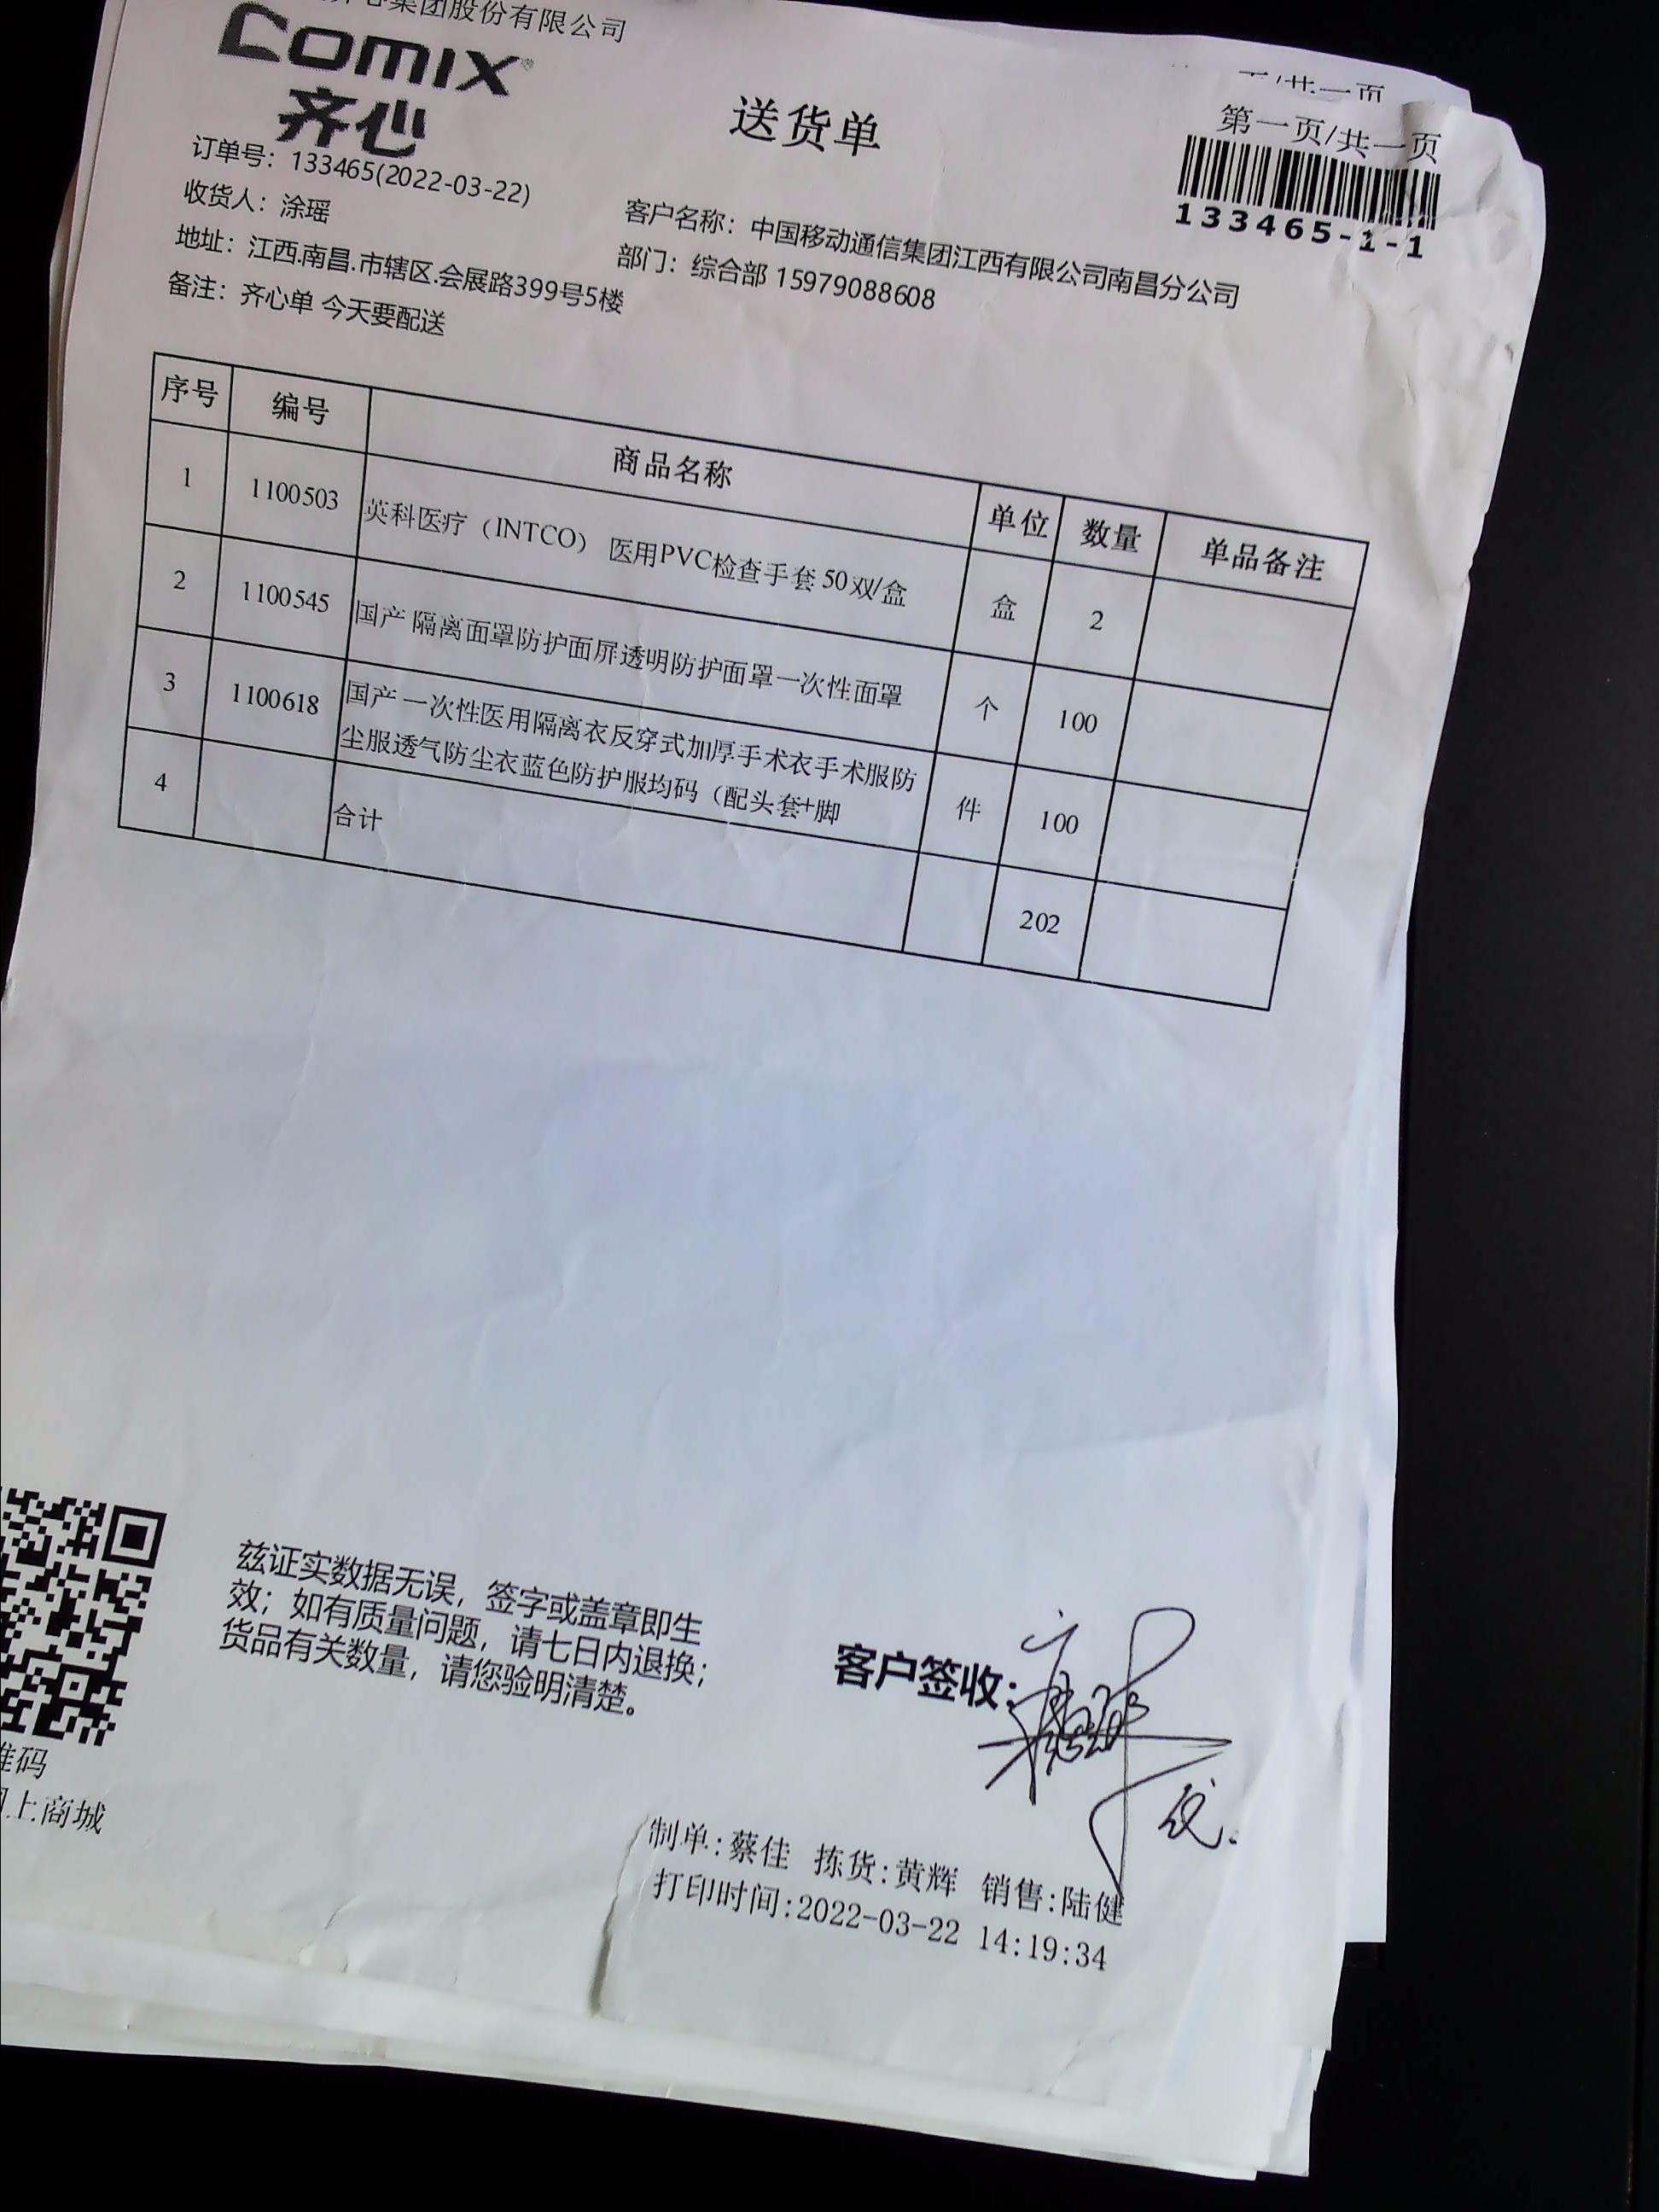 集团股份有限公司
comix
齐心
送货单
第一页/共一页
133465-1-1
订单号：133465(2022-03-22)
收货人：涂瑶
客户名称：中国移动通信集团江西有限公司南昌分公司
地址：江西.南昌.市辖区.会展路399号5楼
部门：综合部 15979088608
备注：齐心单 今天要配送
序号 编号 商品名称 单位 数量 单品备注
1 1100503 英科医疗（INTCO） 医用PVC检查手套 50双/盒 盒 2
2 1100545 国产 隔离面罩防护面屏透明防护面罩一次性面罩 个 100
3 1100618 国产 一次性医用隔离衣反穿式加厚手术衣手术服防
尘服透气防尘衣蓝色防护服均码（配头套+脚 件 100
4 合计 202
兹证实数据无误，签字或盖章即生
效；如有质量问题，请七日内退换；
货品有关数量，请您验明清楚。
客户签收：
维码
上商城
制单:蔡佳 拣货:黄辉 销售:陆健
打印时间:2022-03-22 14:19:34